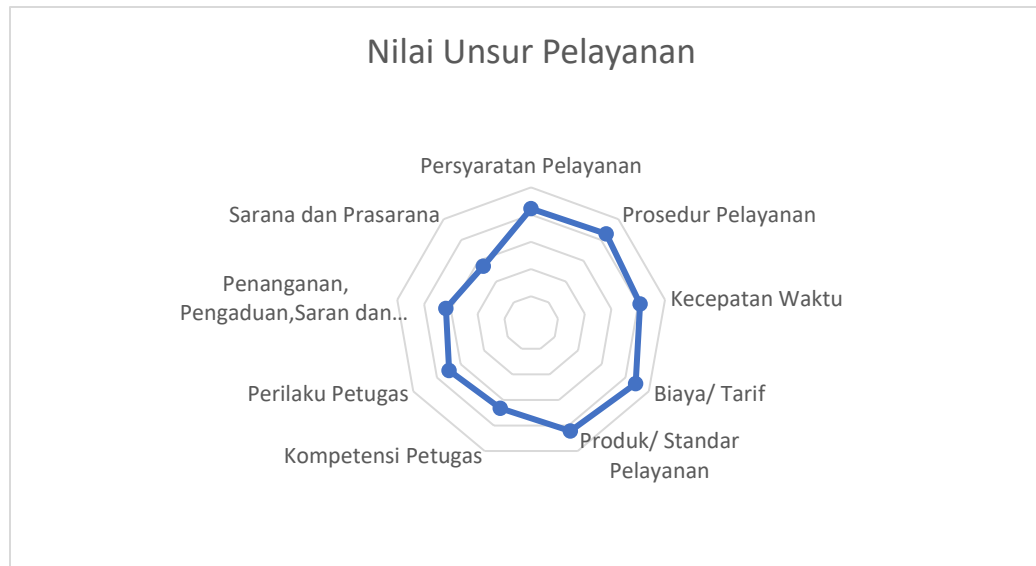 Nilai Unsur Pelayanan
Persyaratan Pelayanan
Prosedur Pelayanan
Kecepatan Waktu
Biaya/ Tarif
Produk/ Standar
Pelayanan
Kompetensi Petugas
Perilaku Petugas
Penanganan,
Pengaduan,Saran dan...
Sarana dan Prasarana